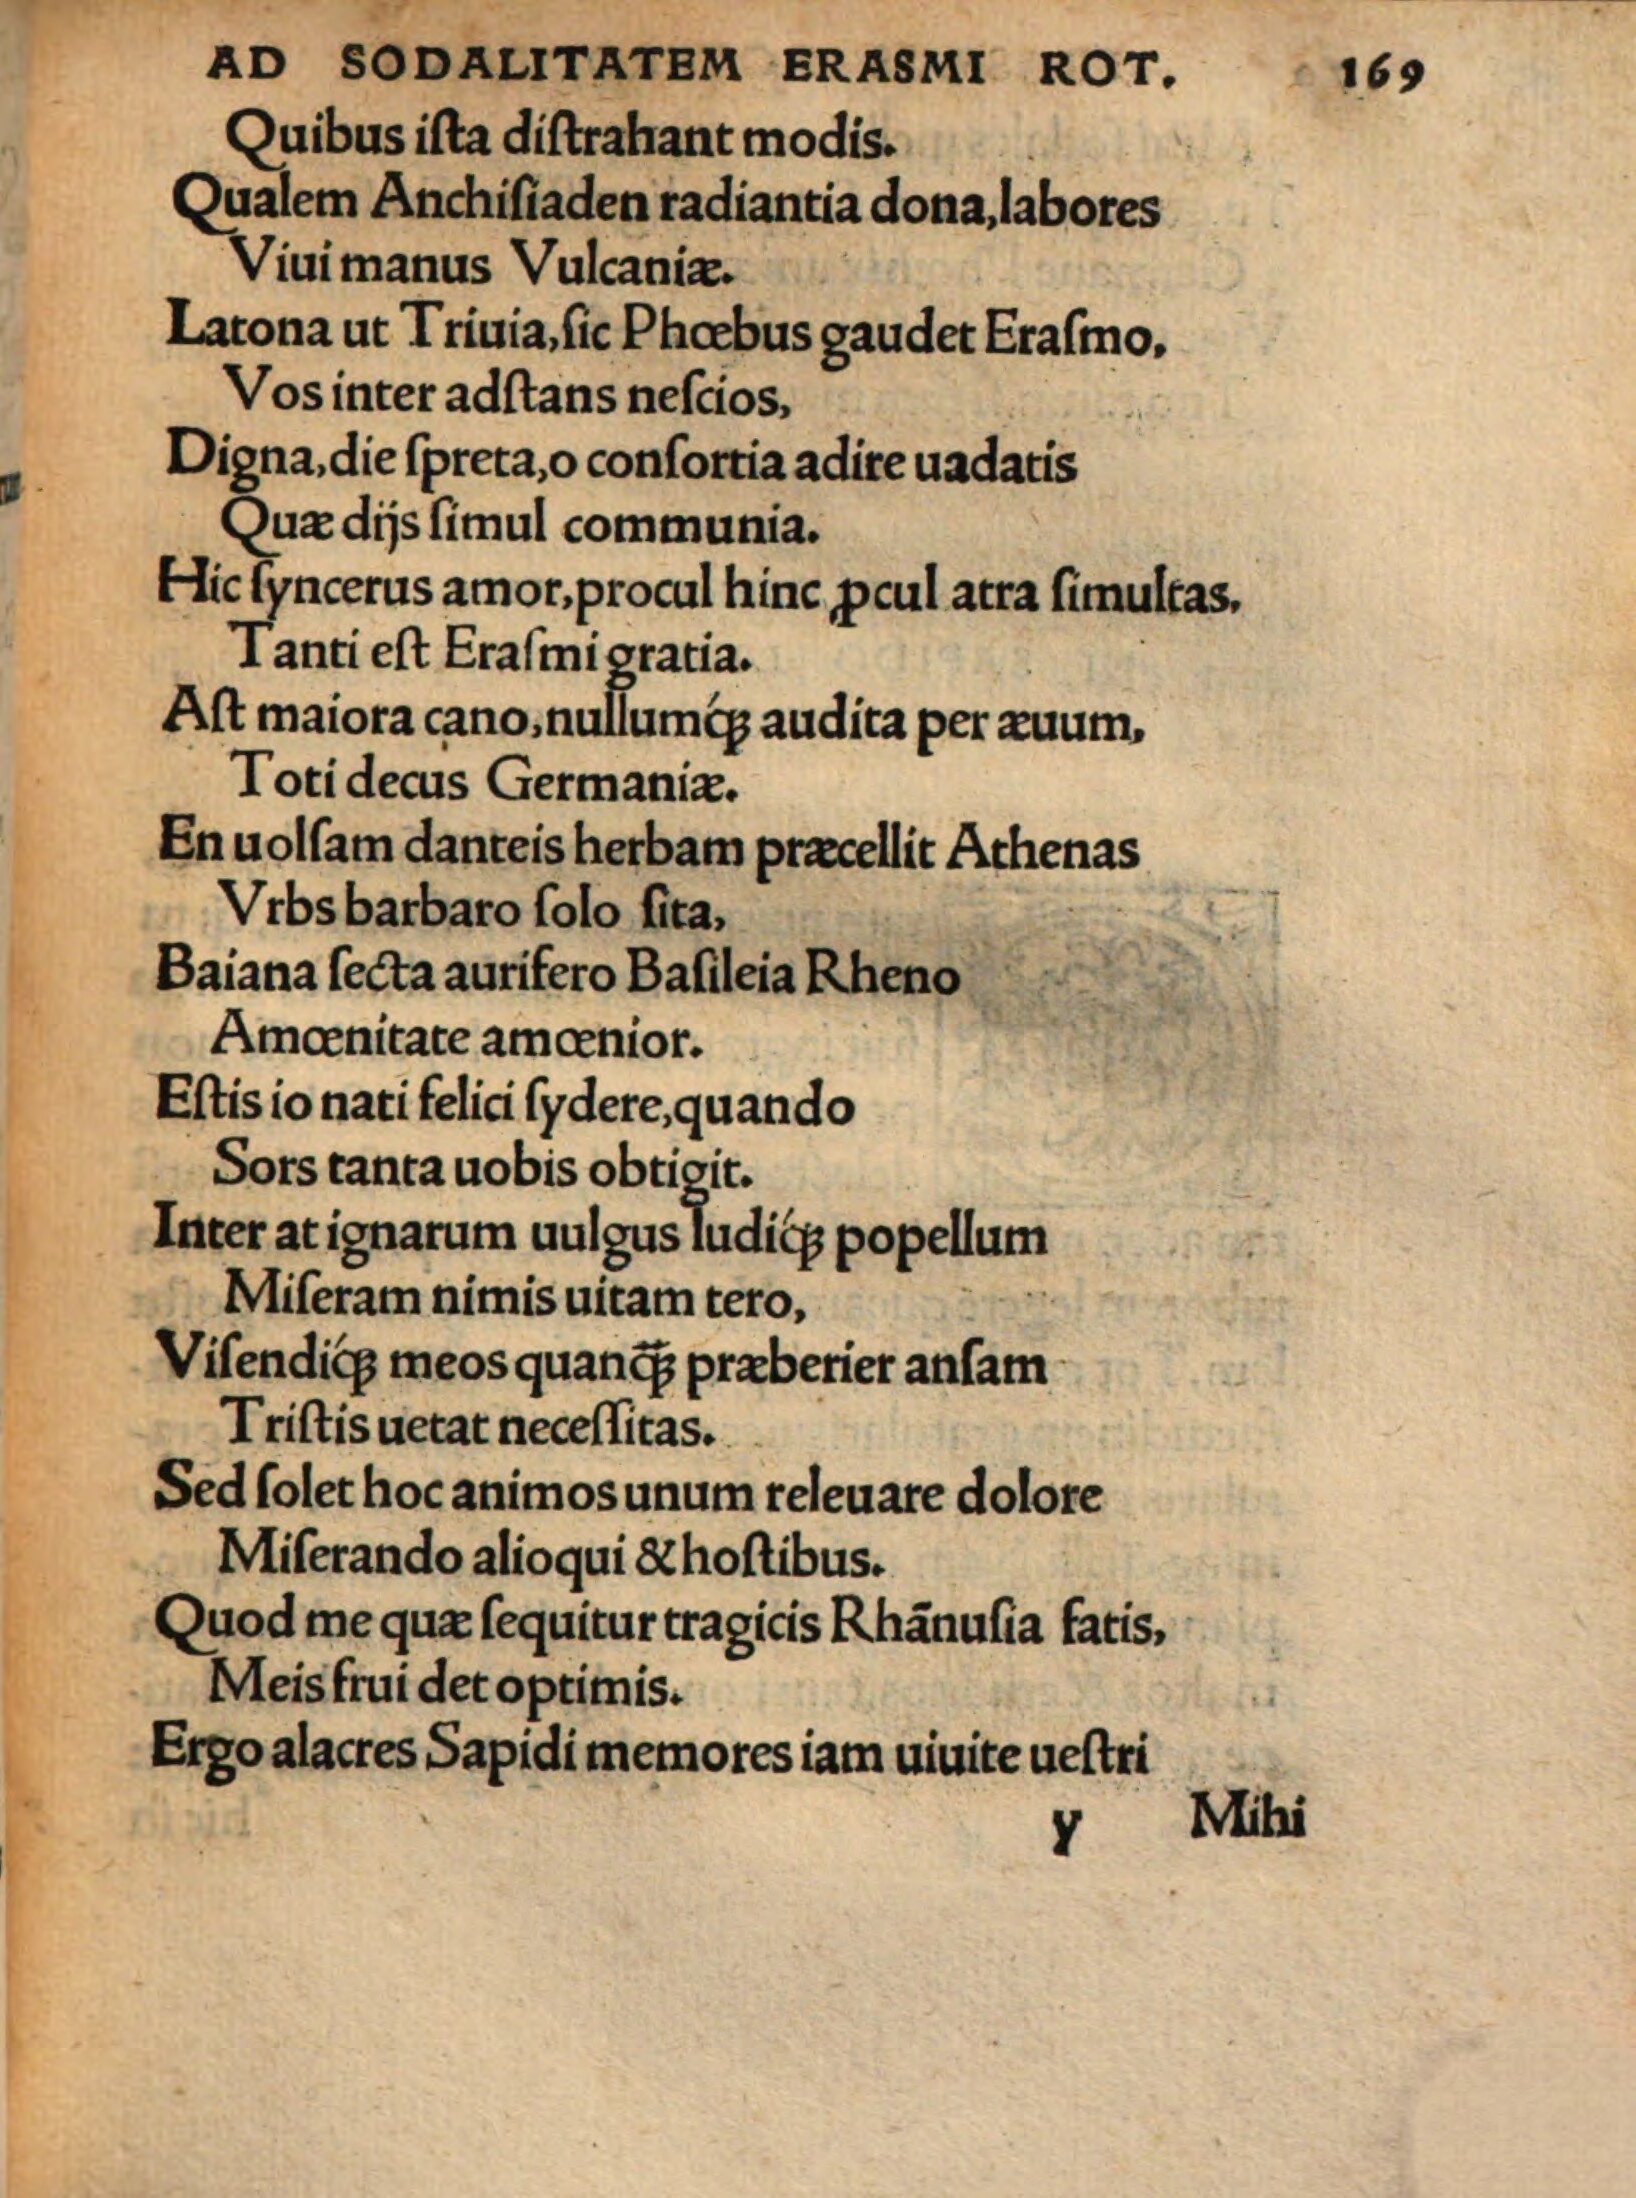 AD SODALITATEM ERASMI ROT. 169
Quibus iſta diſtrahant modis.
Qualem Anchiſiaden radiantia dona,labores
Viui manus Vulcaniæ.
Latona ut Triuia,ſic Phœbus gaudet Eraſmo,
Vos inter adſtans neſcios,
Digna,die ſpreta,o conſortia adire uadatis
Quæ dijs ſimul communia.
Hic ſyncerus amor,procul hinc ꝓcul atra ſimultas,
Tanti eſt Eraſmi gratia.
Aſt maiora cano,nullumq́ꝫ audita per æuum,
Toti decus Germaniæ.
En uolſam danteis herbam præcellit Athenas
Vrbs barbaro ſolo ſita,
Baiana ſecta aurifero Baſileia Rheno
Amœnitate amœnior.
Eſtis io nati felici ſydere,quando
Sors tanta uobis obtigit.
Inter at ignarum uulgus ludiq́ꝫ popellum
Miſeram nimis uitam tero,
Viſendiq́ꝫ meos quanq̃ꝫ præberier anſam
Triſtis uetat neceſſitas.
Sed ſolet hoc animos unum releuare dolore
Miſerando alioqui & hoſtibus.
Quod me quæ ſequitur tragicis Rhãnuſia fatis,
Meis frui det optimis.
Ergo alacres Sapidi memores iam uiuite ueſtri
y Mihi